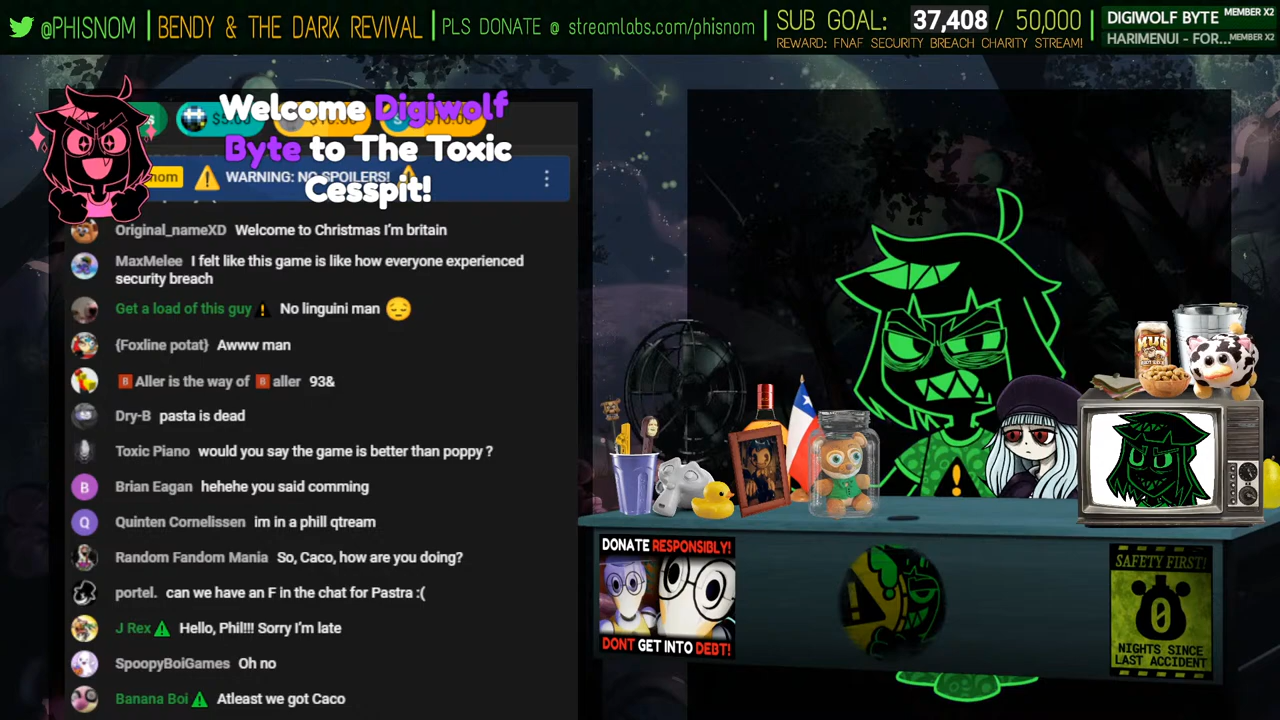 @PHISNOM | BENDY & THE DARK REVIVAL | PLS DONATE @ streamlabs.com/phisnom | SUB GOAL: 37,408 / 50,000
REWARD: FNAF SECURITY BREACH CHARITY STREAM!
DIGIWOLF BYTE MEMBER X2
HARIMENUI - FOR... MEMBER X2
Welcome Digiwolf
Byte to The Toxic
Cesspit!
nom WARNING: NO SPOILERS!
Original_nameXD Welcome to Christmas I'm britain
MaxMelee I felt like this game is like how everyone experienced
security breach
Get a load of this guy No linguini man
{Foxline potat} Awww man
B Aller is the way of B aller 93&
Dry-B pasta is dead
Toxic Piano would you say the game is better than poppy ?
B Brian Eagan hehehe you said comming
Q Quinten Cornelissen im in a phill qtream
Random Fandom Mania So, Caco, how are you doing?
portel. can we have an F in the chat for Pastra :(
J Rex Hello, Phil!!! Sorry I'm late
SpoopyBoiGames Oh no
Banana Boi Atleast we got Caco
MUG
DONATE RESPONSIBLY!
DONT GET INTO DEBT!
SAFETY FIRST!
0
NIGHTS SINCE
LAST ACCIDENT